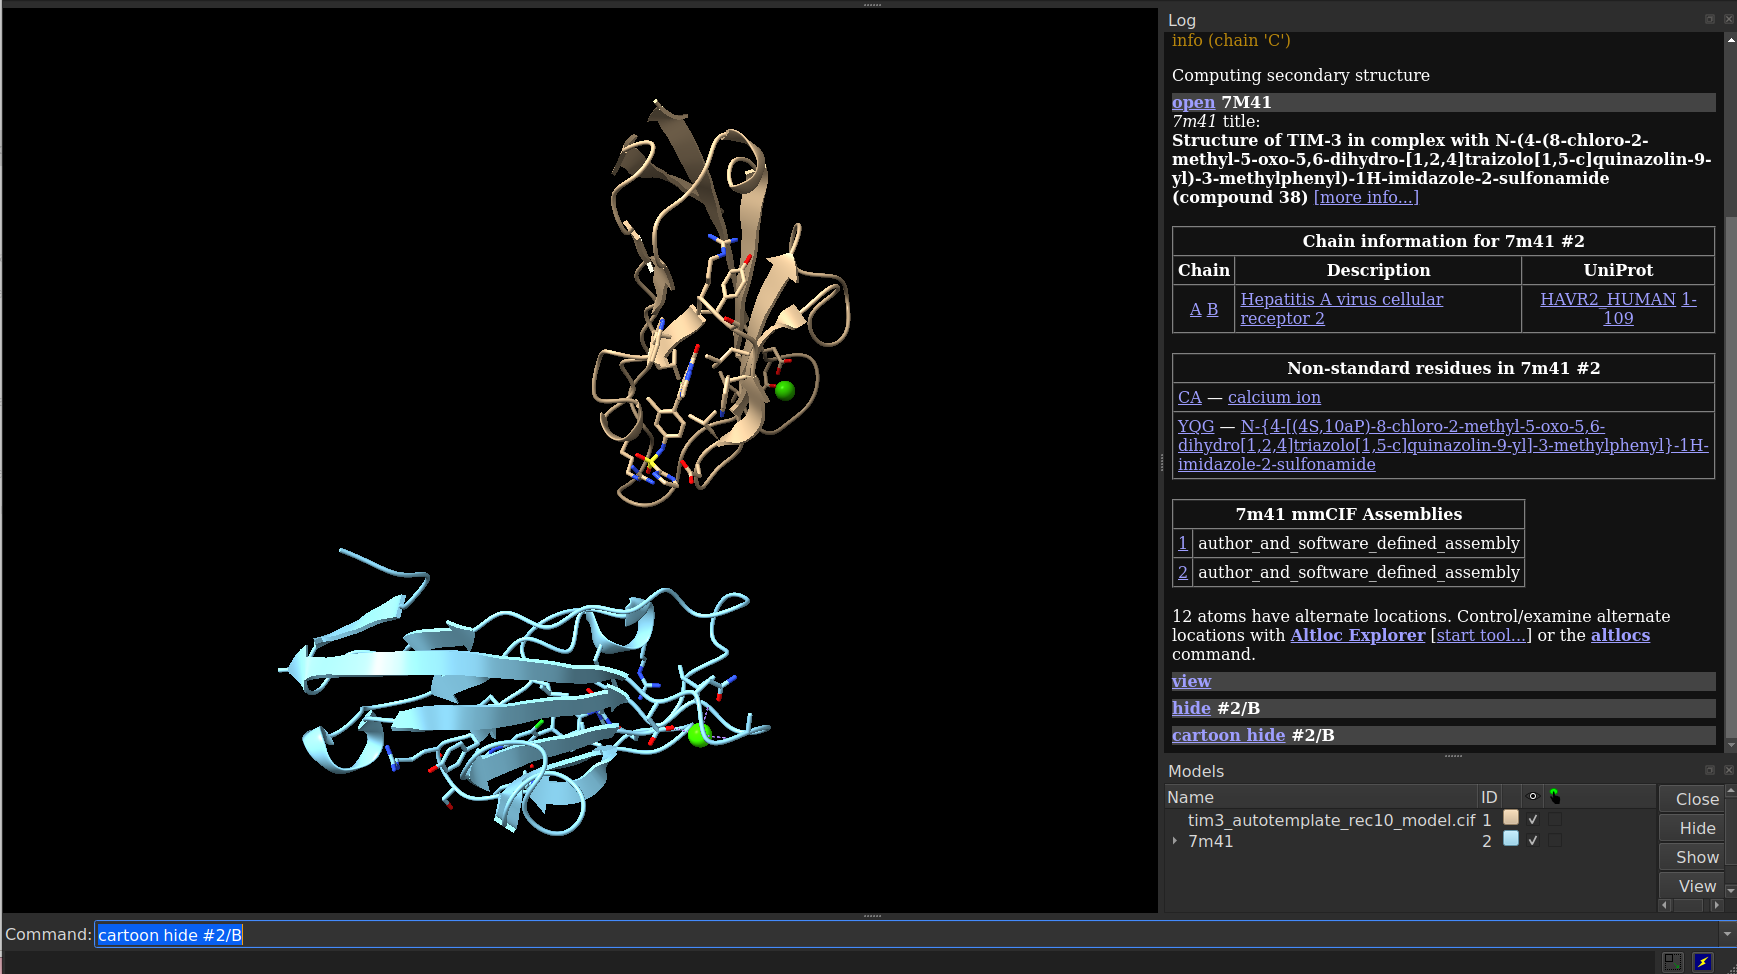 Log
info (chain 'C')
Computing secondary structure
open 7M41
7m41 title:
Structure of TIM-3 in complex with N-(4-(8-chloro-2-
methyl-5-oxo-5,6-dihydro-[1,2,4]traizolo[1,5-c]quinazolin-9-
yl)-3-methylphenyl)-1H-imidazole-2-sulfonamide
(compound 38) [more info...]
Chain information for 7m41 #2
Chain Description UniProt
A B Hepatitis A virus cellular receptor 2 HAVR2_HUMAN 1-109
Non-standard residues in 7m41 #2
CA — calcium ion
YQG — N-{4-[(4S,10aP)-8-chloro-2-methyl-5-oxo-5,6-
dihydro[1,2,4]triazolo[1,5-c]quinazolin-9-yl]-3-methylphenyl}-1H-
imidazole-2-sulfonamide
7m41 mmCIF Assemblies
1 author_and_software_defined_assembly
2 author_and_software_defined_assembly
12 atoms have alternate locations. Control/examine alternate
locations with Altloc Explorer [start tool...] or the altlocs
command.
view
hide #2/B
cartoon hide #2/B
Models
Name ID
tim3_autotemplate_rec10_model.cif 1
7m41 2
Close
Hide
Show
View
Command: cartoon hide #2/B